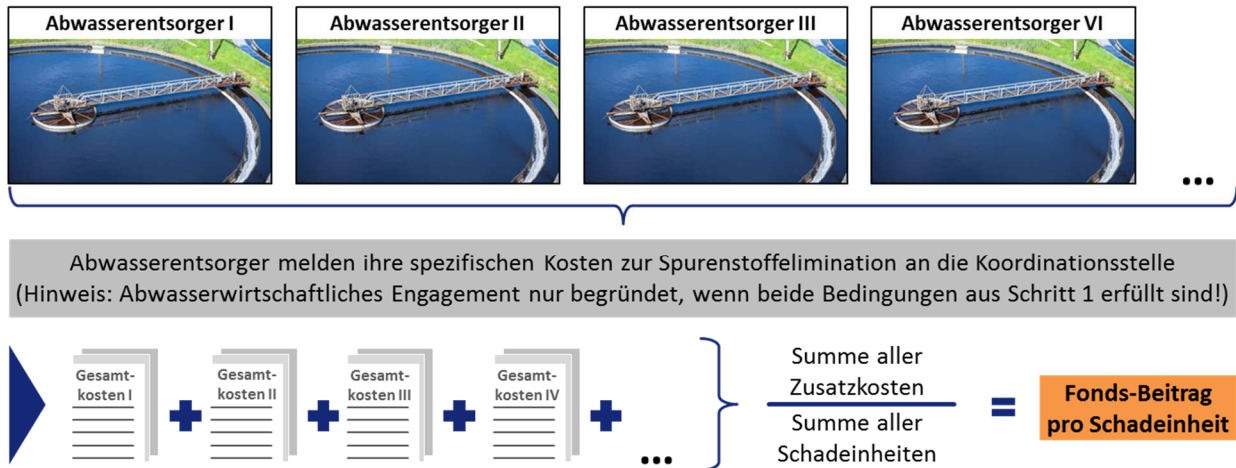 Abwasserentsorger I
Abwasserentsorger II
Abwasserentsorger III
Abwasserentsorger VI
...
Abwasserentsorger melden ihre spezifischen Kosten zur Spurenstoffelimination an die Koordinationsstelle
(Hinweis: Abwasserwirtschaftliches Engagement nur begründet, wenn beide Bedingungen aus Schritt 1 erfüllt sind!)
Gesamt-
kosten I
+
Gesamt-
kosten II
+
Gesamt-
kosten III
+
Gesamt-
kosten IV
+
...
Summe aller
Zusatzkosten
Summe aller
Schadeinheiten
=
Fonds-Beitrag
pro Schadeinheit